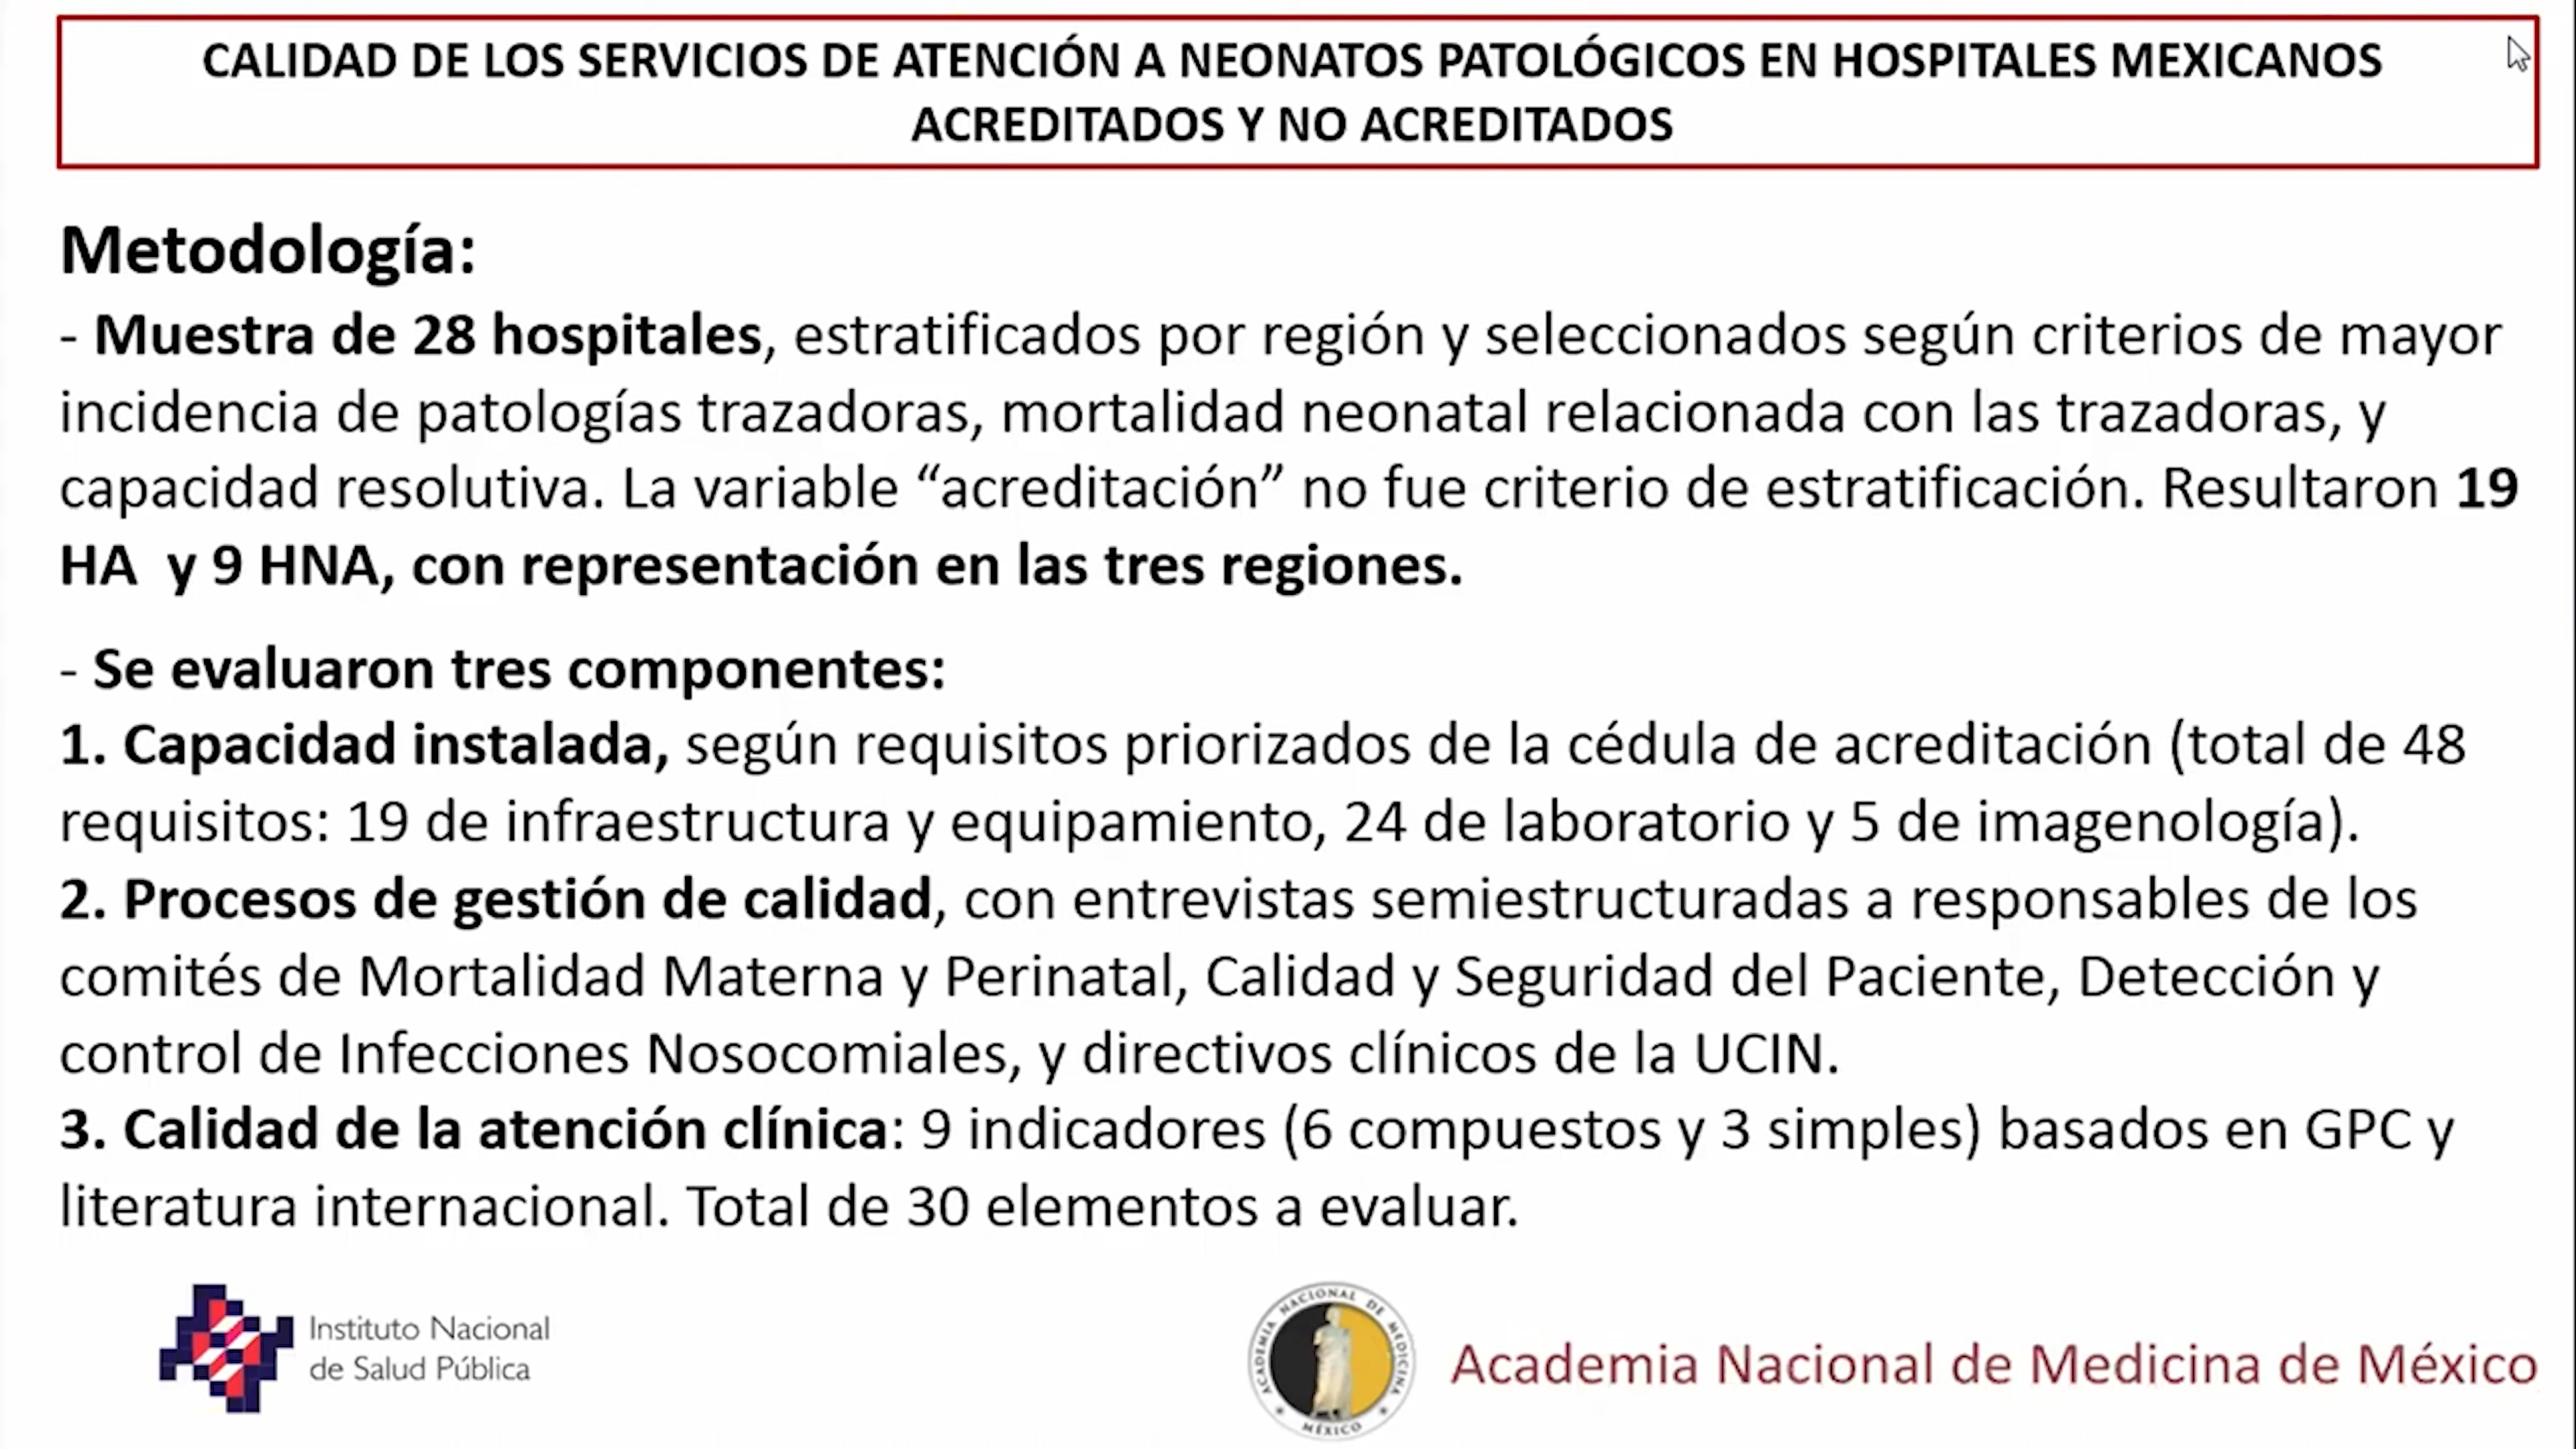 CALIDAD DE LOS SERVICIOS DE ATENCIÓN A NEONATOS PATOLÓGICOS EN HOSPITALES MEXICANOS
ACREDITADOS Y NO ACREDITADOS
Metodología:
- Muestra de 28 hospitales, estratificados por región y seleccionados según criterios de mayor
incidencia de patologías trazadoras, mortalidad neonatal relacionada con las trazadoras, y
capacidad resolutiva. La variable “acreditación” no fue criterio de estratificación. Resultaron 19
HA y 9 HNA, con representación en las tres regiones.
- Se evaluaron tres componentes:
1. Capacidad instalada, según requisitos priorizados de la cédula de acreditación (total de 48
requisitos: 19 de infraestructura y equipamiento, 24 de laboratorio y 5 de imagenología).
2. Procesos de gestión de calidad, con entrevistas semiestructuradas a responsables de los
comités de Mortalidad Materna y Perinatal, Calidad y Seguridad del Paciente, Detección y
control de Infecciones Nosocomiales, y directivos clínicos de la UCIN.
3. Calidad de la atención clínica: 9 indicadores (6 compuestos y 3 simples) basados en GPC y
literatura internacional. Total de 30 elementos a evaluar.
Instituto Nacional
de Salud Pública
ACADEMIA NACIONAL DE MEDICINA
MÉXICO
Academia Nacional de Medicina de México